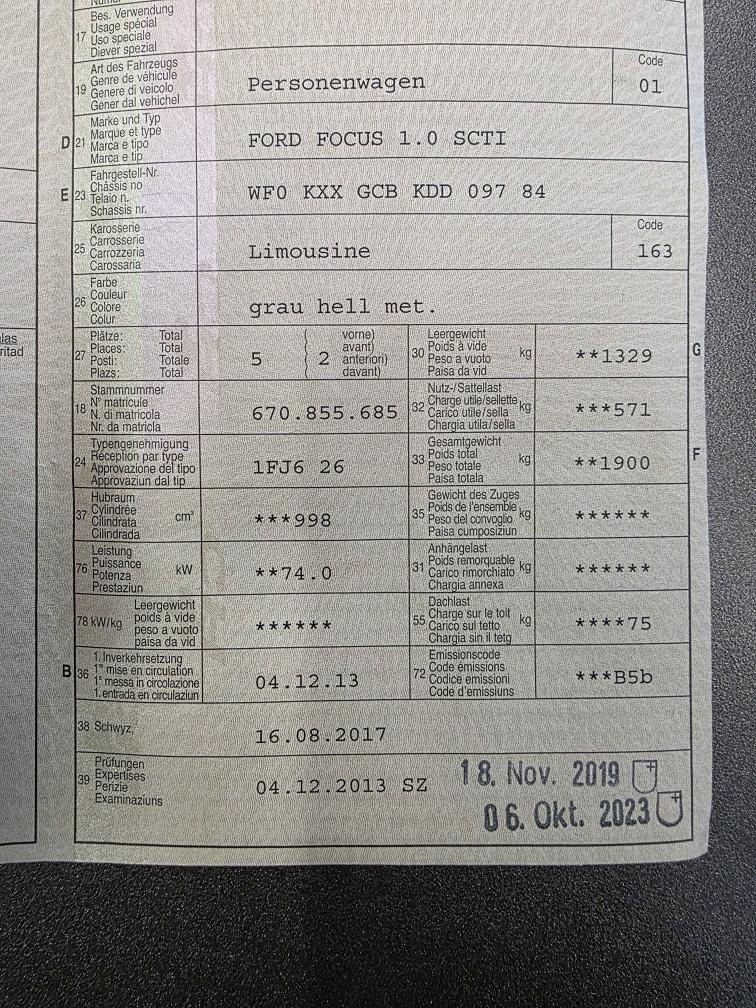 17 Bes. Verwendung
Usage spécial
Uso speciale
Diever spezial
19 Art des Fahrzeugs
Genre de véhicule
Genere di veicolo
Gener dal vehichel
Personenwagen
Code
01
D 21 Marke und Typ
Marque et type
Marca e tipo
Marca e tip
FORD FOCUS 1.0 SCTI
E 23 Fahrgestell-Nr.
Châssis no
Telaio n.
Schassis nr.
WF0 KXX GCB KDD 097 84
25 Karosserie
Carrosserie
Carrozzeria
Carossaria
Limousine
Code
163
26 Farbe
Couleur
Colore
Colur
grau hell met.
27 Plätze: Total
Places: Total
Posti: Totale
Plazs: Total
5
2
vorne)
avant)
anteriori)
davant)
30 Leergewicht
Poids à vide
Peso a vuoto
Paisa da vid
kg
**1329
G
18 Stammnummer
N° matricule
N. di matricola
Nr. da matricla
670.855.685
32 Nutz-/Sattellast
Charge utile/sellette
Carico utile/sella
Chargia utila/sella
kg
***571
24 Typengenehmigung
Réception par type
Approvazione del tipo
Approvaziun dal tip
1FJ6 26
33 Gesamtgewicht
Poids total
Peso totale
Paisa totala
kg
**1900
F
37 Hubraum
Cylindrée
Cilindrata
Cilindrada
cm³
***998
35 Gewicht des Zuges
Poids de l'ensemble
Peso del convoglio
Paisa cumposiziun
kg
******
76 Leistung
Puissance
Potenza
Prestaziun
kW
**74.0
31 Anhängelast
Poids remorquable
Carico rimorchiato
Chargia annexa
kg
******
78 kW/kg
Leergewicht
poids à vide
peso a vuoto
paisa da vid
******
55 Dachlast
Charge sur le toit
Carico sul tetto
Chargia sin il tetg
kg
****75
B 36 1. Inverkehrsetzung
1re mise en circulation
1a messa in circolazione
1. entrada en circulaziun
04.12.13
72 Emissionscode
Code émissions
Codice emissioni
Code d'emissiuns
***B5b
38 Schwyz,
16.08.2017
39 Prüfungen
Expertises
Perizie
Examinaziuns
04.12.2013 SZ
18. Nov. 2019
06. Okt. 2023